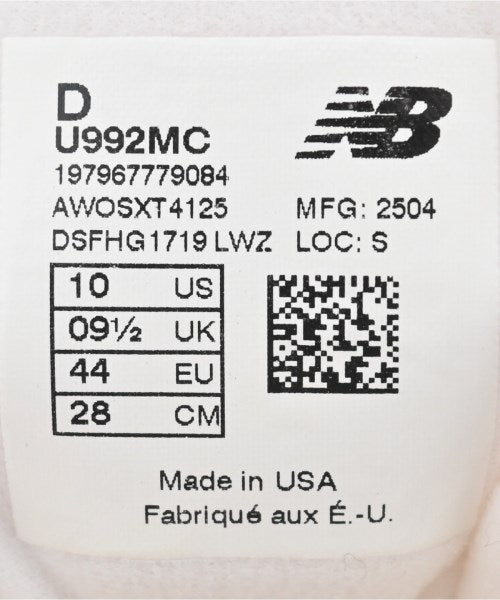 D
NB
U992MC
197967779084
AWOSXT4125 MFG: 2504
DSFHG1719 LWZ LOC: S
10 US
09½ UK
44 EU
28 CM
Made in USA
Fabriqué aux É.-U.